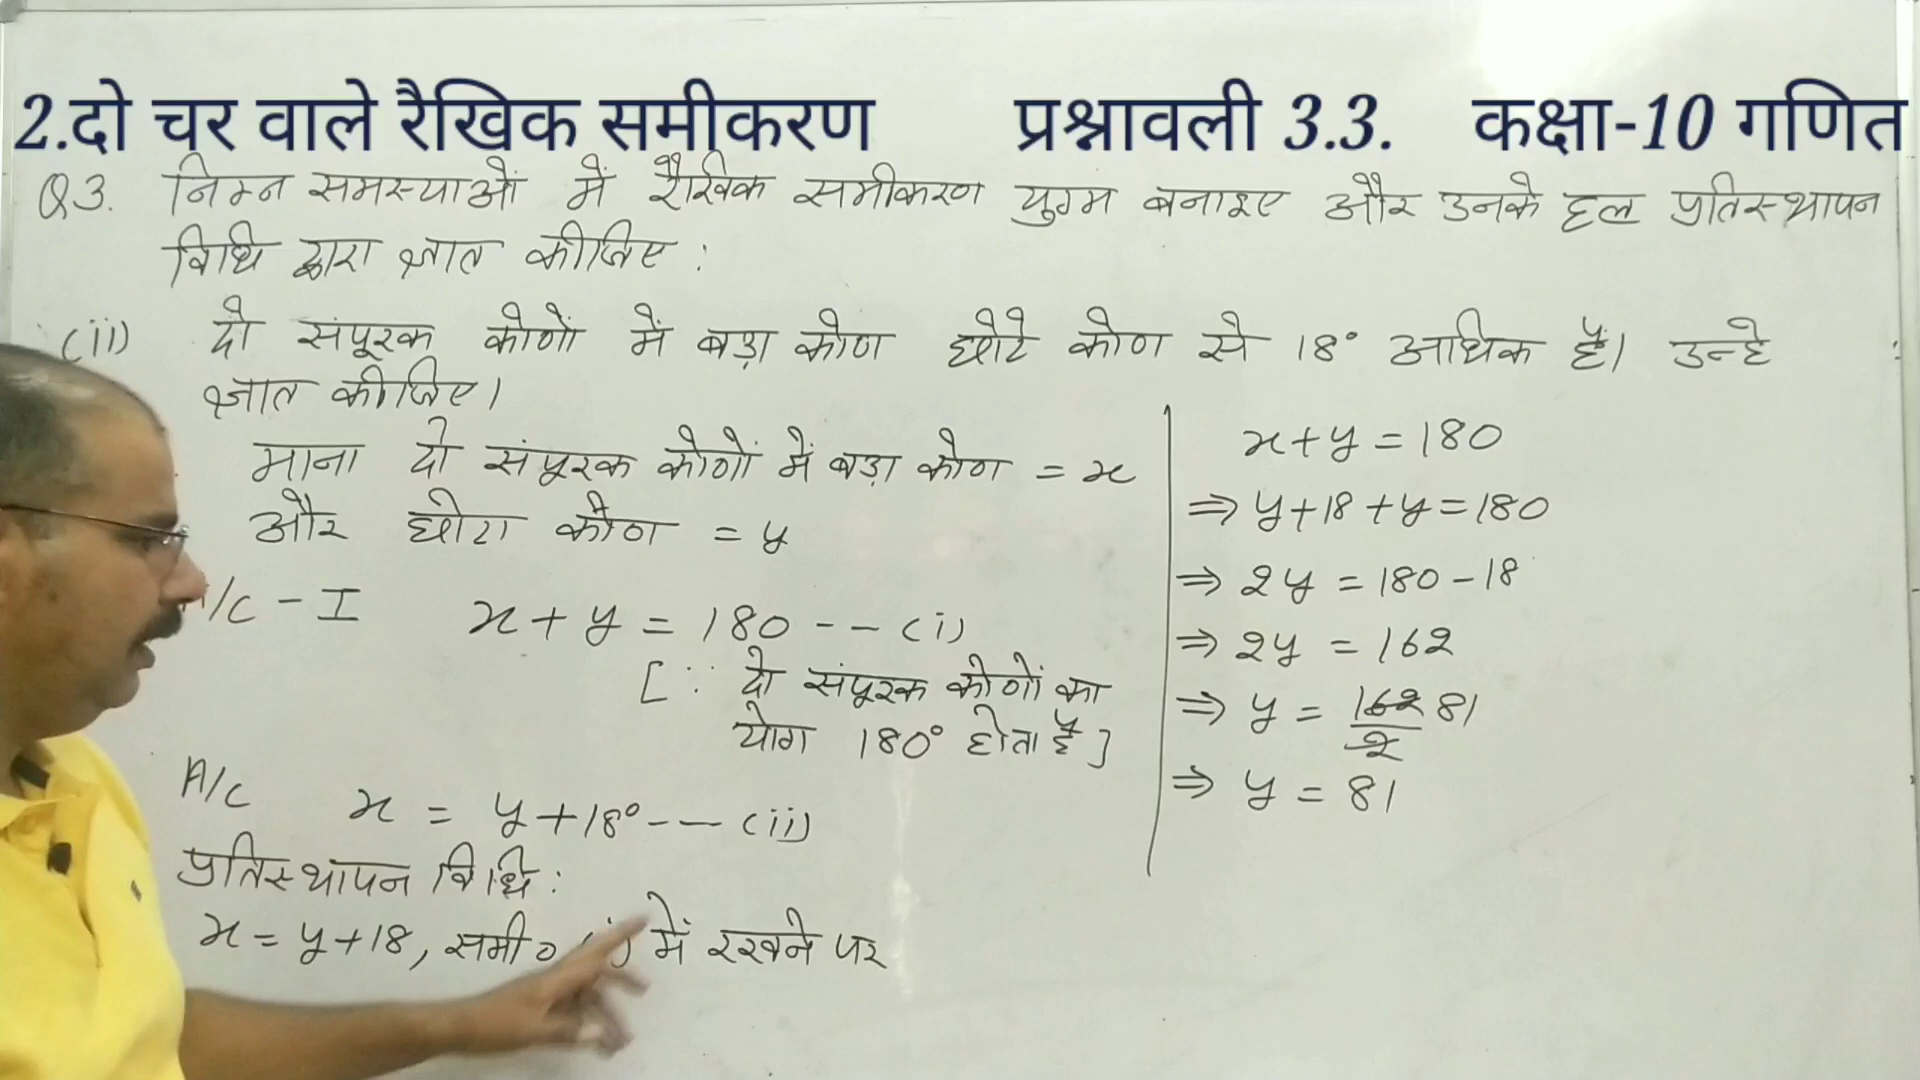 2.दो चर वाले रैखिक समीकरण प्रश्नावली 3.3. कक्षा-10 गणित
Q3. निम्न समस्याओं में रैखिक समीकरण युग्म बनाइए और उनके हल प्रतिस्थापन
विधि द्वारा ज्ञात कीजिए :
(ii) दो संपूरक कोणों में बड़ा कोण छोटे कोण से 18° अधिक है। उन्हे
ज्ञात कीजिए।
माना दो संपूरक कोणों में बड़ा कोण = x
और छोटा कोण = y
/c - I x + y = 180 --- (i)
[∵ दो संपूरक कोणों का
योग 180° होता है]
A/c x = y + 18° --- (ii)
प्रतिस्थापन विधि :
x = y + 18, समी० (i) में रखने पर
x + y = 180
⇒ y + 18 + y = 180
⇒ 2y = 180 - 18
⇒ 2y = 162
⇒ y = 162/2 81
⇒ y = 81